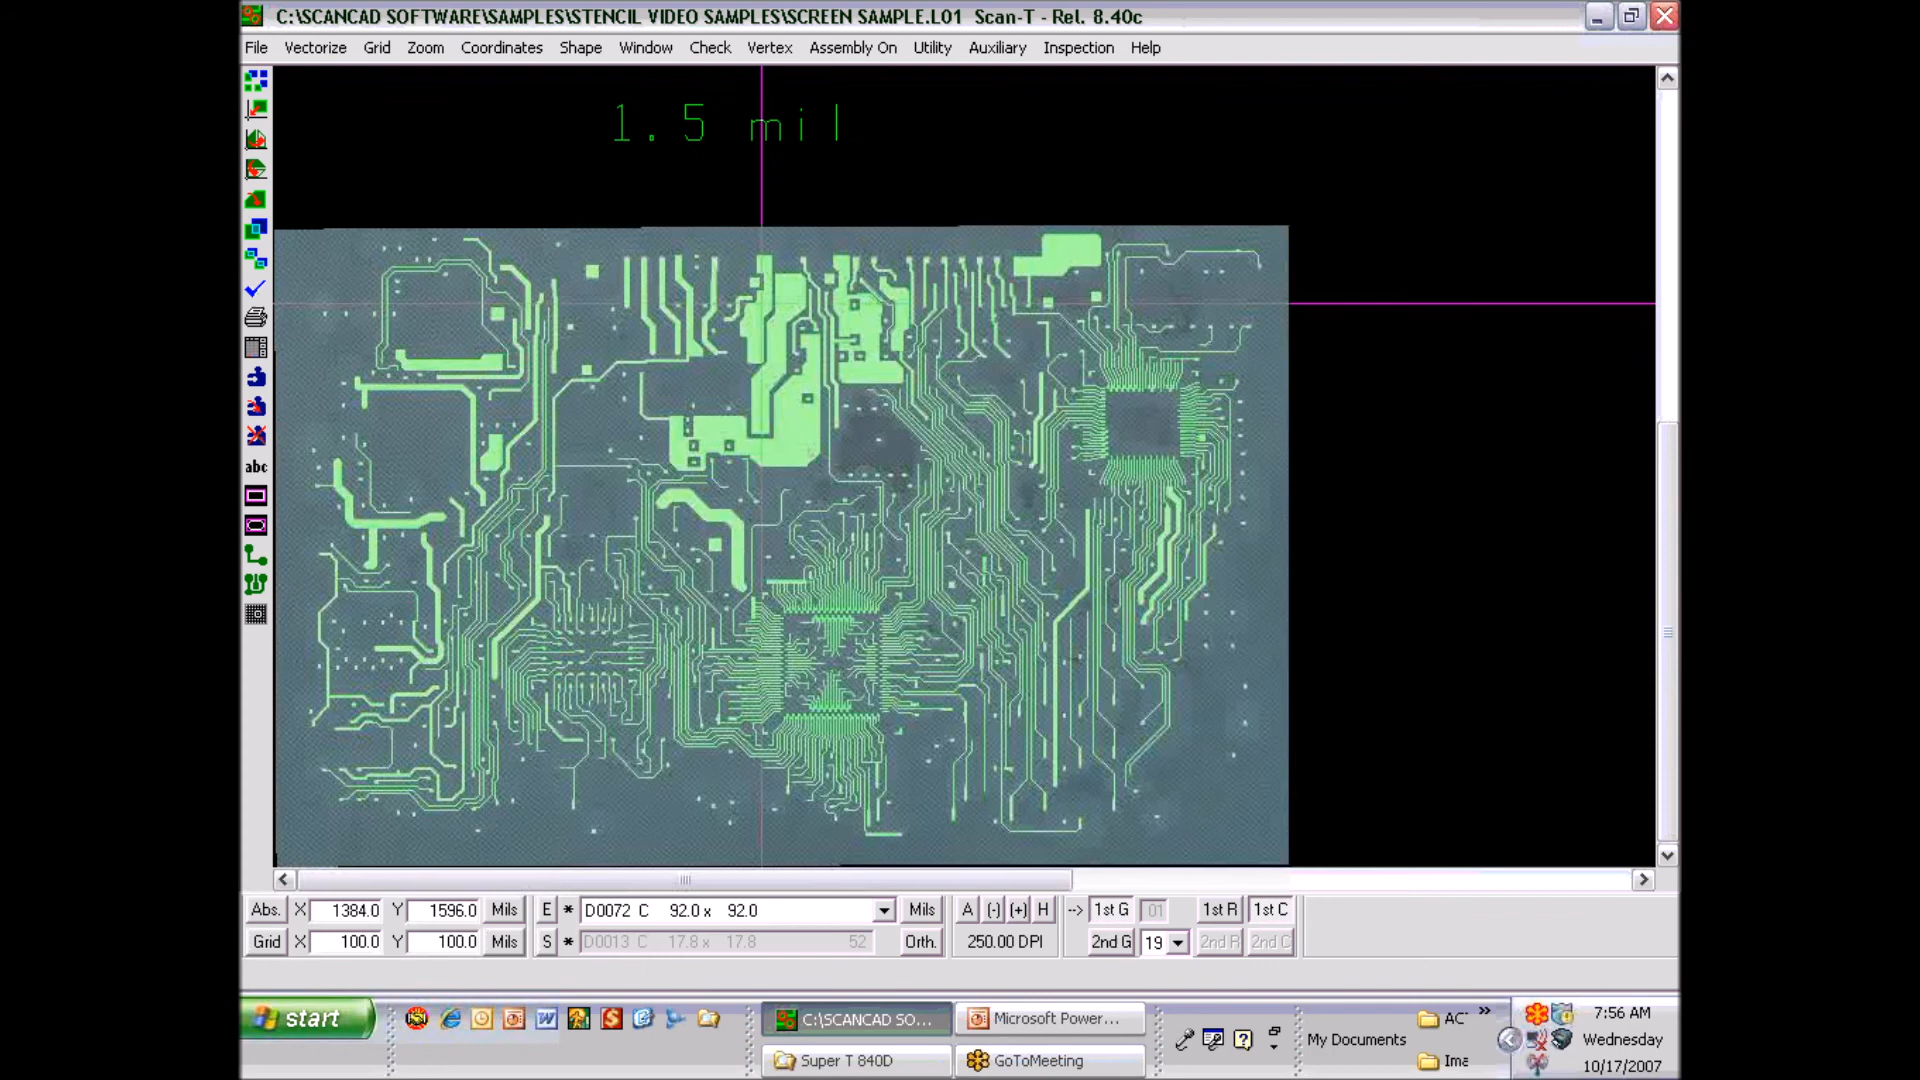 C:\SCANCAD SOFTWARE\SAMPLES\STENCIL VIDEO SAMPLES\SCREEN SAMPLE.L01 Scan-T - Rel. 8.40c
File Vectorize Grid Zoom Coordinates Shape Window Check Vertex Assembly On Utility Auxiliary Inspection Help
1.5 mil
abc
Abs. X 1384.0 Y 1596.0 Mils E * D0072 C 92.0 x 92.0 Mils A (-) (+) H --> 1st G 01 1st R 1st C
Grid X 100.0 Y 100.0 Mils S * D0013 C 17.8 x 17.8 52 Orth. 250.00 DPI 2nd G 19 2nd R 2nd C
start C:\SCANCAD SO... Microsoft Power... AC » 7:56 AM
My Documents Wednesday
Super T 840D GoToMeeting Ima 10/17/2007